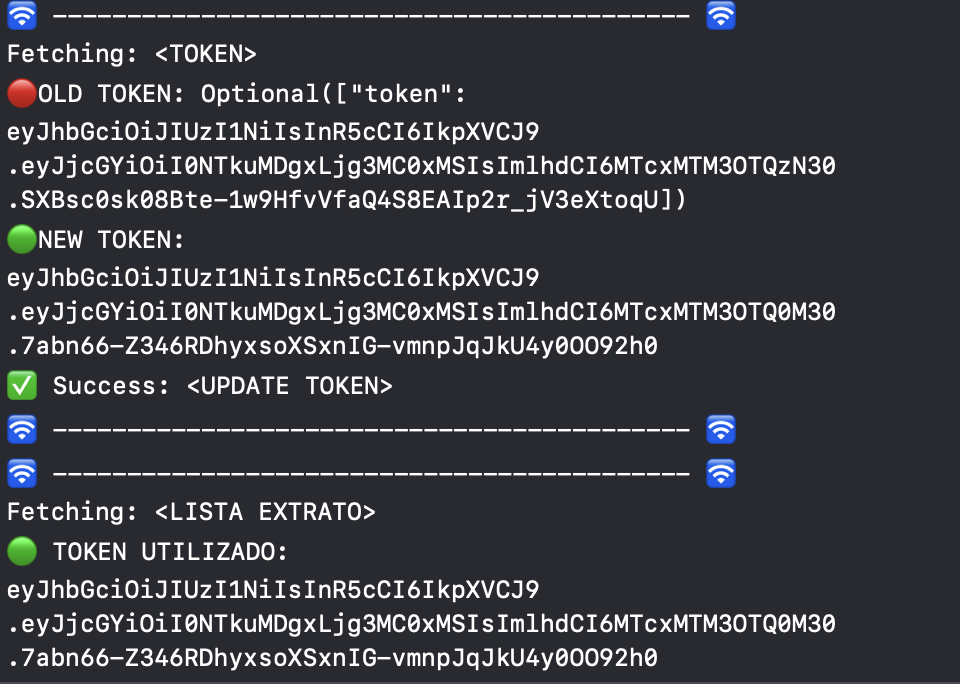 🛜 ------------------------------------------- 🛜
Fetching: <TOKEN>
🔴OLD TOKEN: Optional(["token":
eyJhbGciOiJIUzI1NiIsInR5cCI6IkpXVCJ9
.eyJjcGYiOiI0NTkuMDgxLjg3MC0xMSIsImlhdCI6MTcxMTM3OTQzN30
.SXBsc0sk08Bte-1w9HfvVfaQ4S8EAIp2r_jV3eXtoqU])
🟢NEW TOKEN:
eyJhbGciOiJIUzI1NiIsInR5cCI6IkpXVCJ9
.eyJjcGYiOiI0NTkuMDgxLjg3MC0xMSIsImlhdCI6MTcxMTM3OTQ0M30
.7abn66-Z346RDhyxsoXSxnIG-vmnpJqJkU4y0OO92h0
✅ Success: <UPDATE TOKEN>
🛜 ------------------------------------------- 🛜
🛜 ------------------------------------------- 🛜
Fetching: <LISTA EXTRATO>
🟢 TOKEN UTILIZADO:
eyJhbGciOiJIUzI1NiIsInR5cCI6IkpXVCJ9
.eyJjcGYiOiI0NTkuMDgxLjg3MC0xMSIsImlhdCI6MTcxMTM3OTQ0M30
.7abn66-Z346RDhyxsoXSxnIG-vmnpJqJkU4y0OO92h0